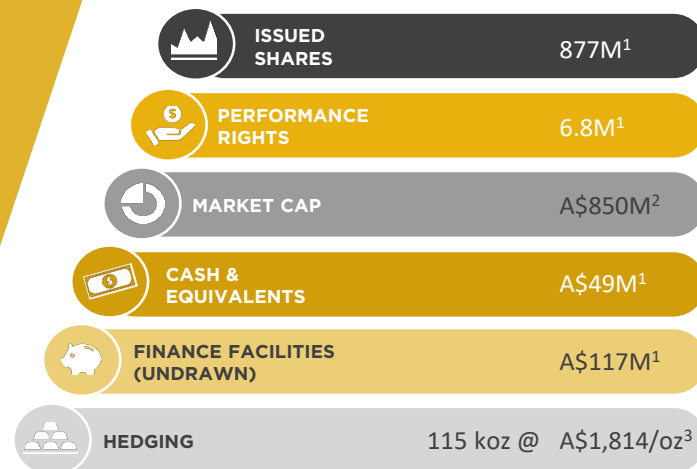 ISSUED
SHARES 877M¹
PERFORMANCE
RIGHTS 6.8M¹
MARKET CAP A$850M²
CASH &
EQUIVALENTS A$49M¹
FINANCE FACILITIES
(UNDRAWN) A$117M¹
HEDGING 115 koz @ A$1,814/oz³